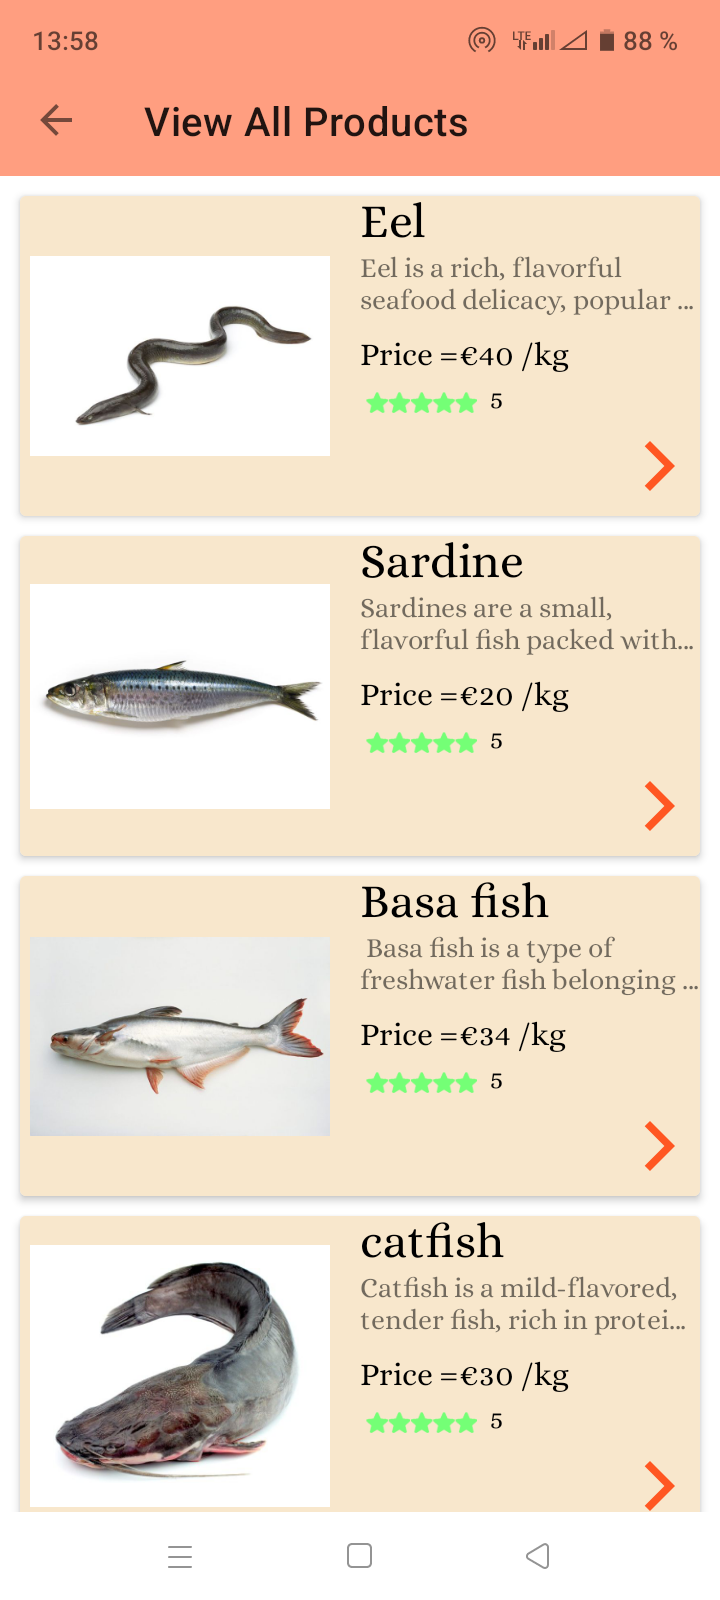 13:58
LTE
88 %
View All Products
Eel
Eel is a rich, flavorful
seafood delicacy, popular ...
Price =€40 /kg
5
Sardine
Sardines are a small,
flavorful fish packed with...
Price =€20 /kg
5
Basa fish
Basa fish is a type of
freshwater fish belonging ...
Price =€34 /kg
5
catfish
Catfish is a mild-flavored,
tender fish, rich in protei...
Price =€30 /kg
5